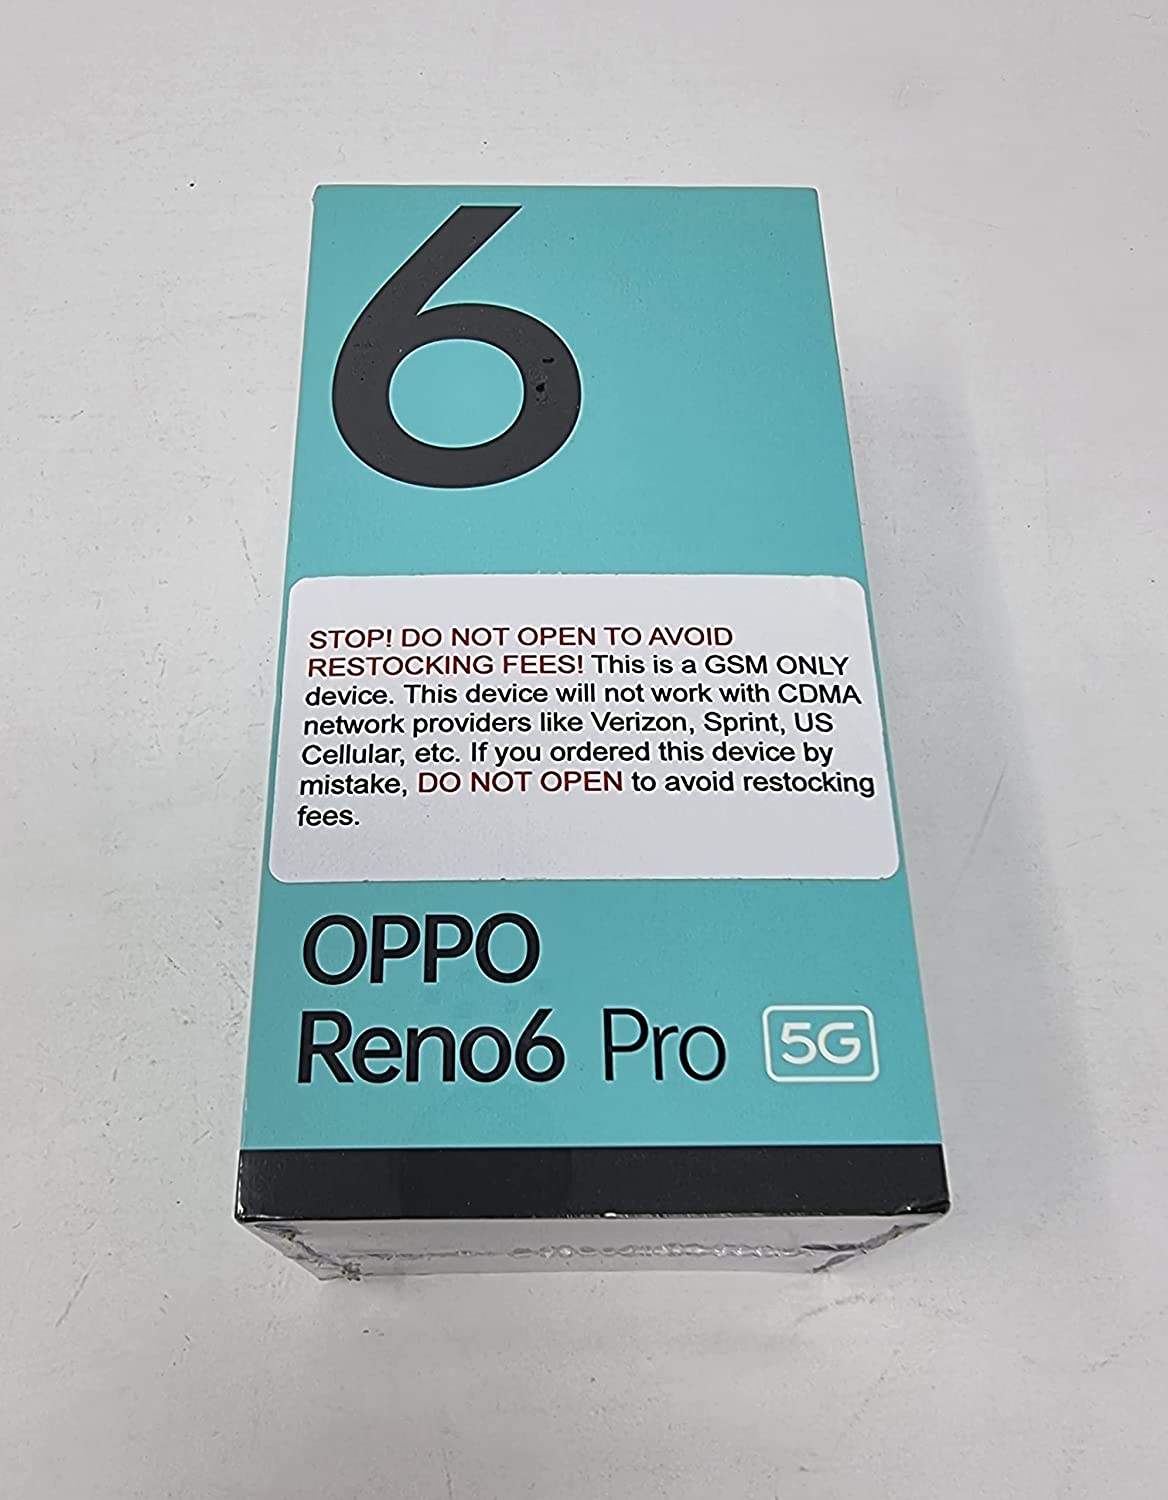 6
STOP! DO NOT OPEN TO AVOID
RESTOCKING FEES! This is a GSM ONLY
device. This device will not work with CDMA
network providers like Verizon, Sprint, US
Cellular, etc. If you ordered this device by
mistake, DO NOT OPEN to avoid restocking
fees.
OPPO
Reno6 Pro 5G